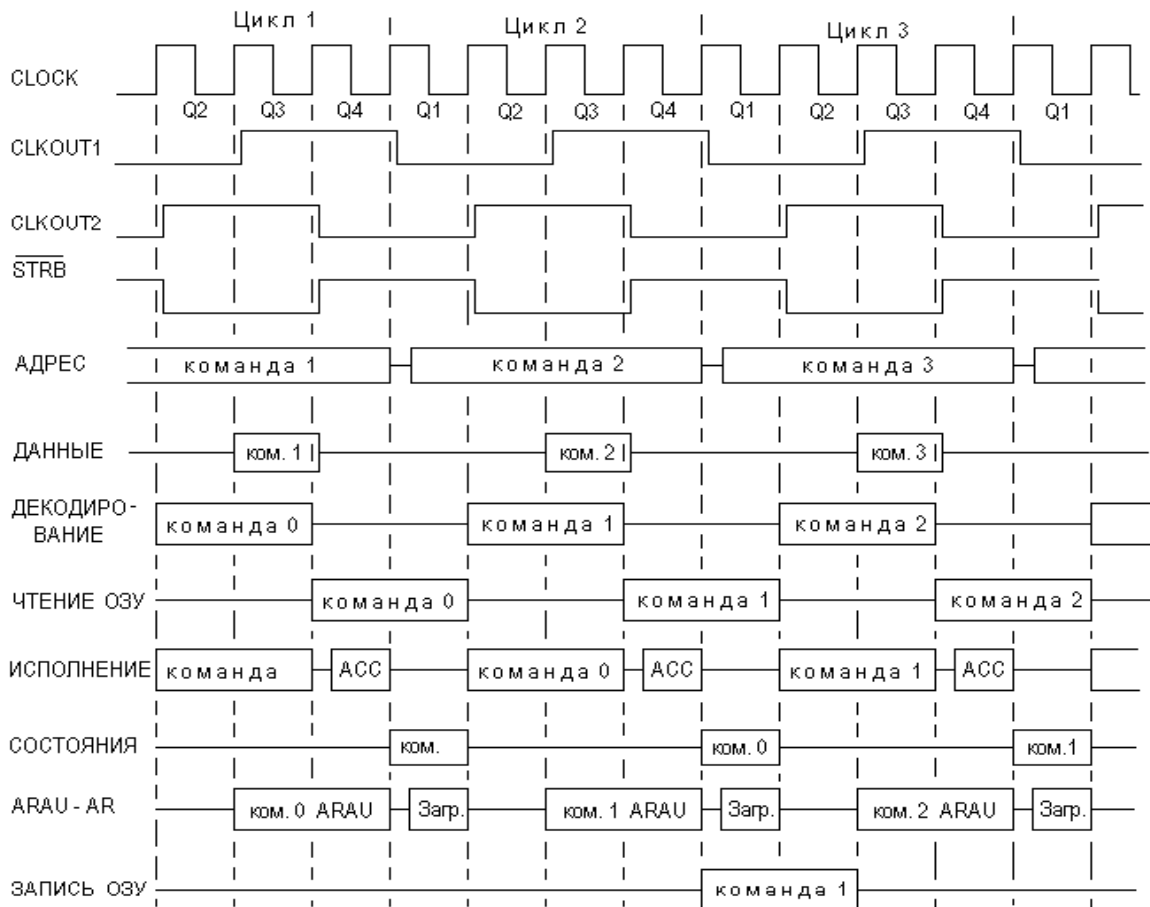 Цикл 1 Цикл 2 Цикл 3
CLOCK
Q2 Q3 Q4 Q1 Q2 Q3 Q4 Q1 Q2 Q3 Q4 Q1
CLKOUT1
CLKOUT2
STRB
АДРЕС команда 1 команда 2 команда 3
ДАННЫЕ ком. 1 ком. 2 ком. 3
ДЕКОДИРО-
ВАНИЕ команда 0 команда 1 команда 2
ЧТЕНИЕ ОЗУ команда 0 команда 1 команда 2
ИСПОЛНЕНИЕ команда ACC команда 0 ACC команда 1 ACC
СОСТОЯНИЯ ком. ком. 0 ком.1
ARAU - AR ком. 0 ARAU Загр. ком. 1 ARAU Загр. ком. 2 ARAU Загр.
ЗАПИСЬ ОЗУ команда 1